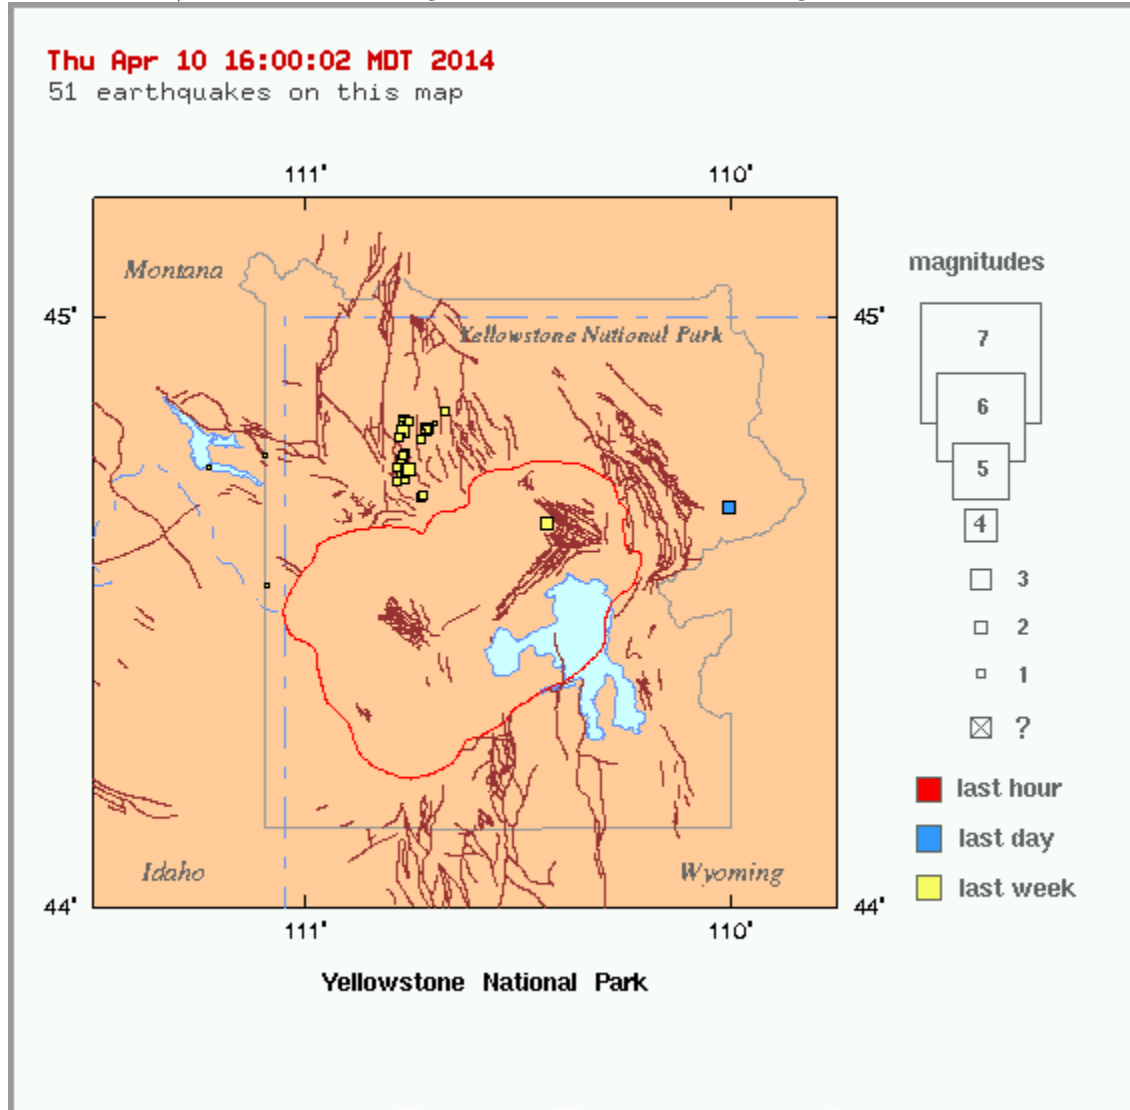 Thu Apr 10 16:00:02 MDT 2014
51 earthquakes on this map
111' 110'
Montana
magnitudes
45' 45'
Yellowstone National Park
7
6
5
4
3
2
1
?
last hour
last day
last week
Idaho Wyoming
44' 44'
111' 110'
Yellowstone National Park